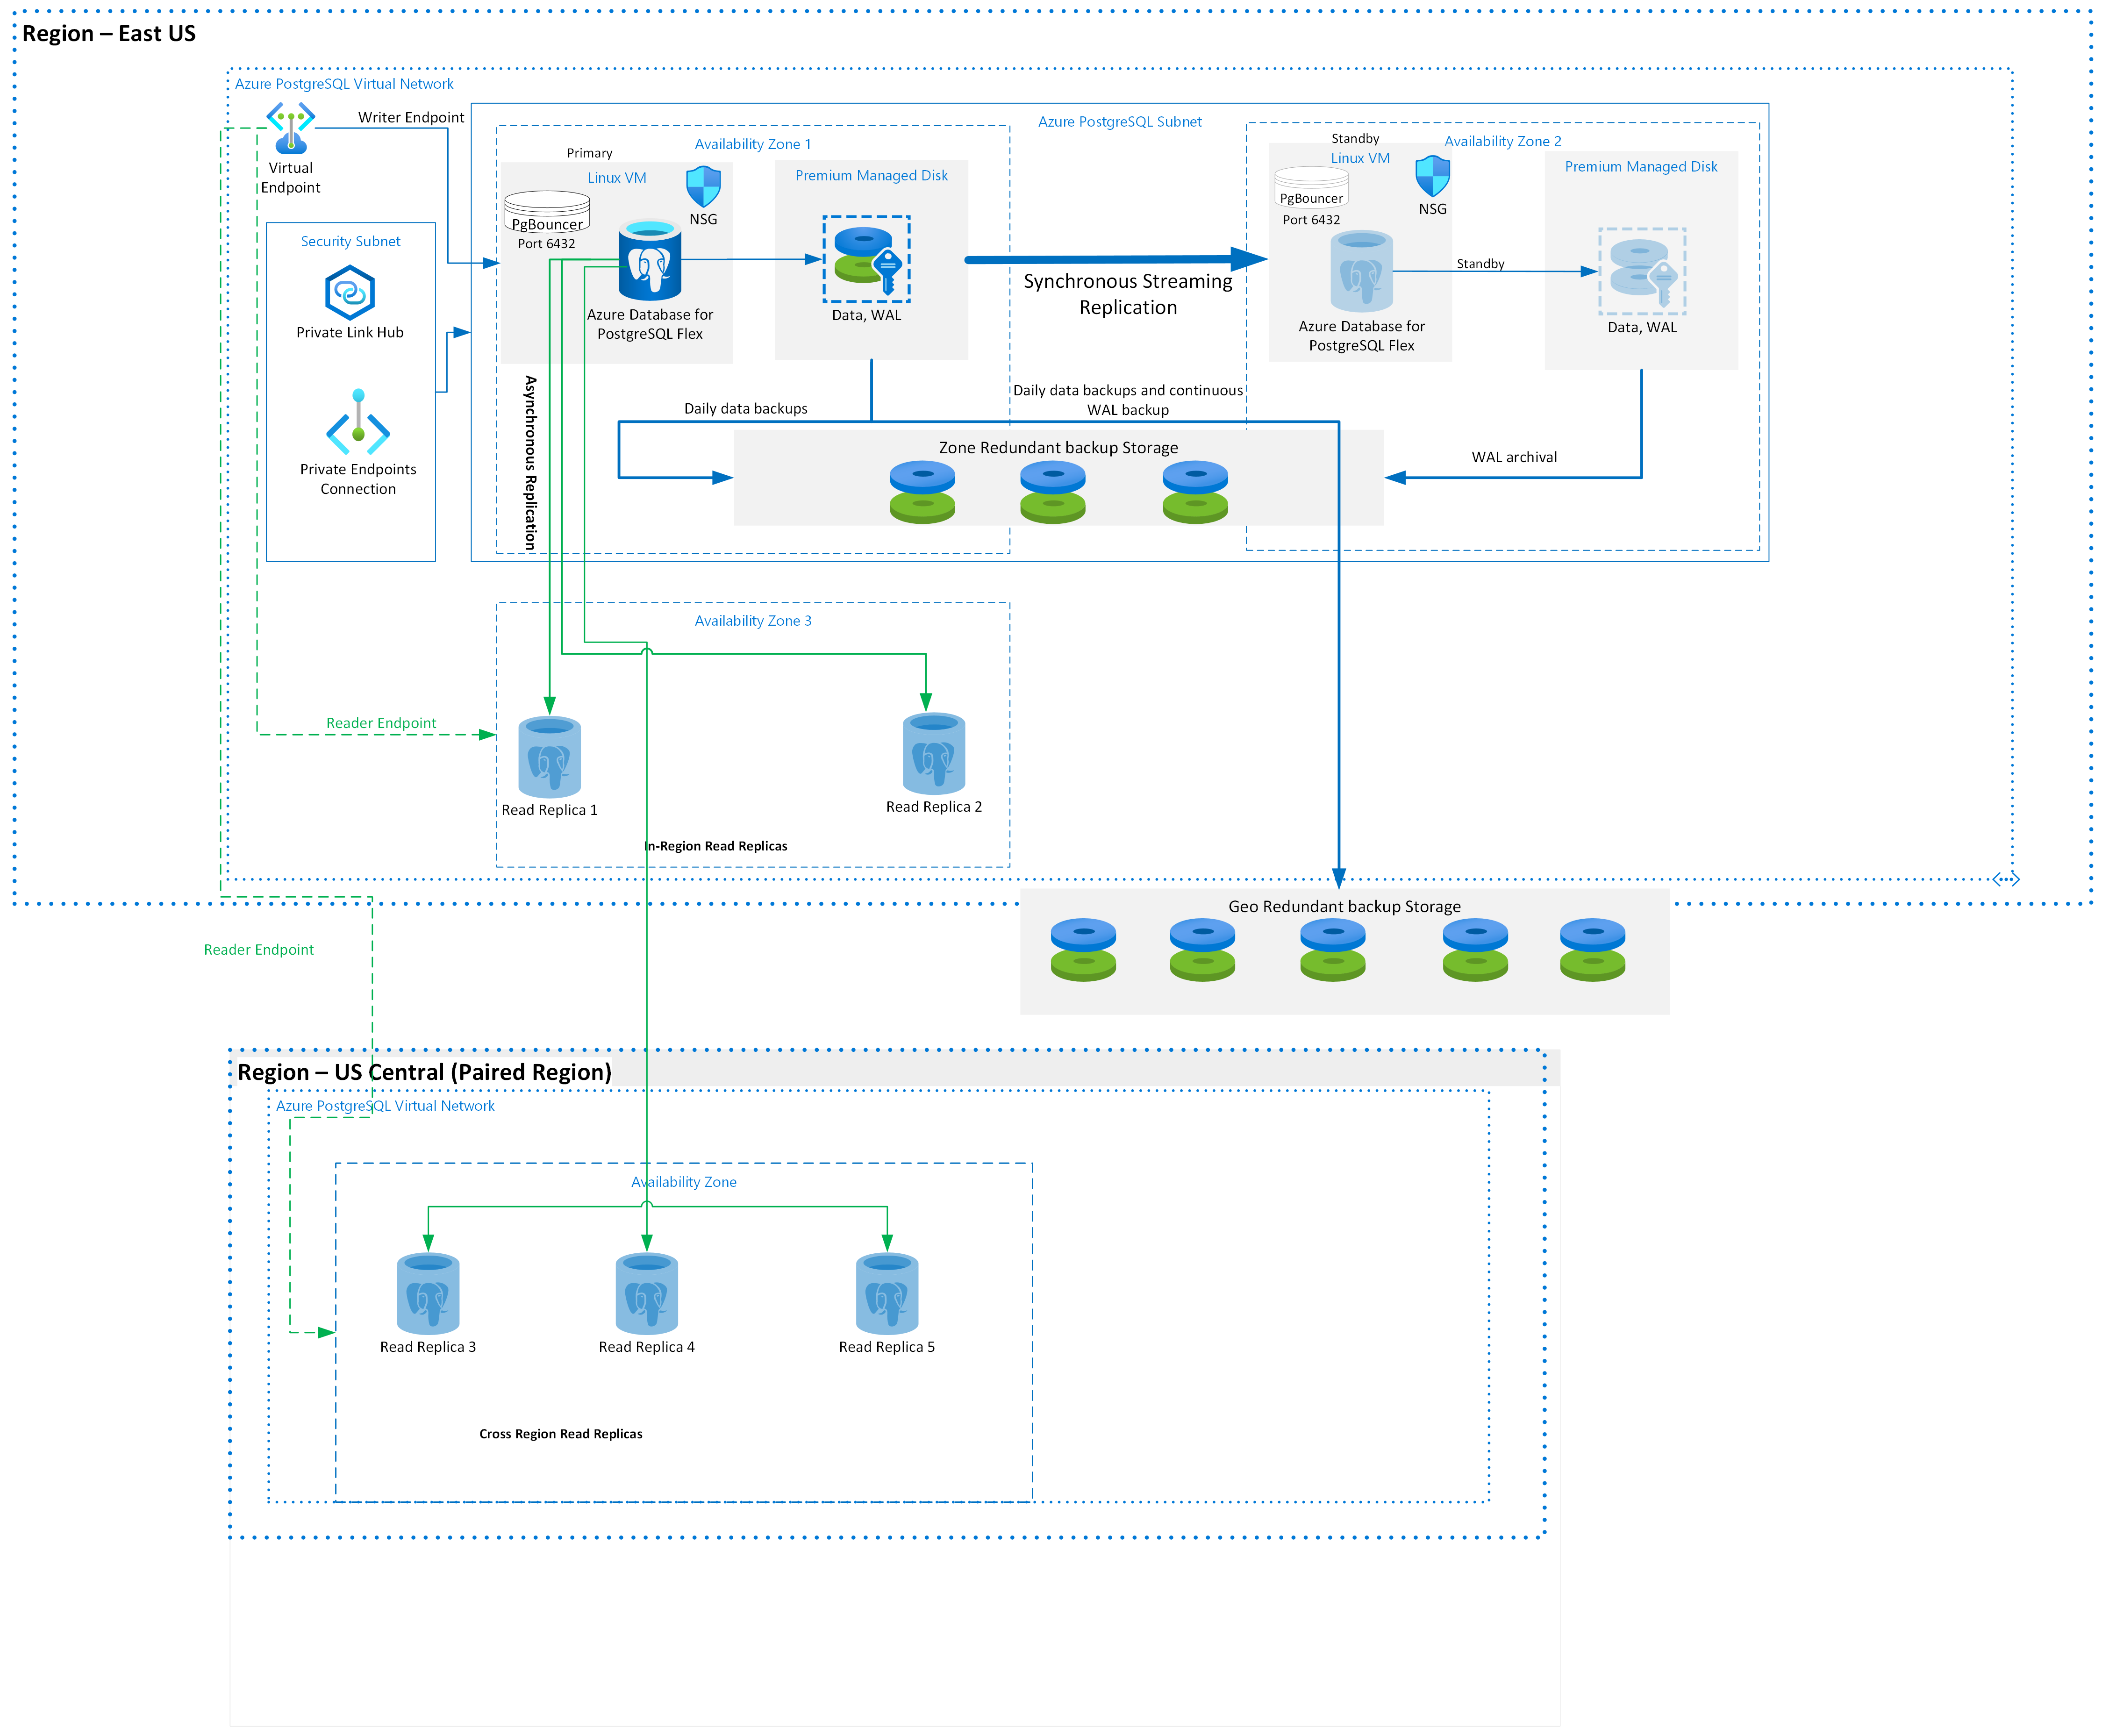 Region – East US
Azure PostgreSQL Virtual Network
Virtual
Endpoint
Writer Endpoint
Security Subnet
Private Link Hub
Private Endpoints
Connection
Azure PostgreSQL Subnet
Availability Zone 1
Primary
Linux VM
PgBouncer
Port 6432
NSG
Azure Database for
PostgreSQL Flex
Premium Managed Disk
Data, WAL
Synchronous Streaming
Replication
Availability Zone 2
Standby
Linux VM
PgBouncer
Port 6432
NSG
Azure Database for
PostgreSQL Flex
Standby
Premium Managed Disk
Data, WAL
Asynchronous Replication
Daily data backups
Daily data backups and continuous
WAL backup
Zone Redundant backup Storage
WAL archival
Availability Zone 3
Reader Endpoint
Read Replica 1
Read Replica 2
In-Region Read Replicas
Geo Redundant backup Storage
Reader Endpoint
Region – US Central (Paired Region)
Azure PostgreSQL Virtual Network
Availability Zone
Read Replica 3
Read Replica 4
Read Replica 5
Cross Region Read Replicas